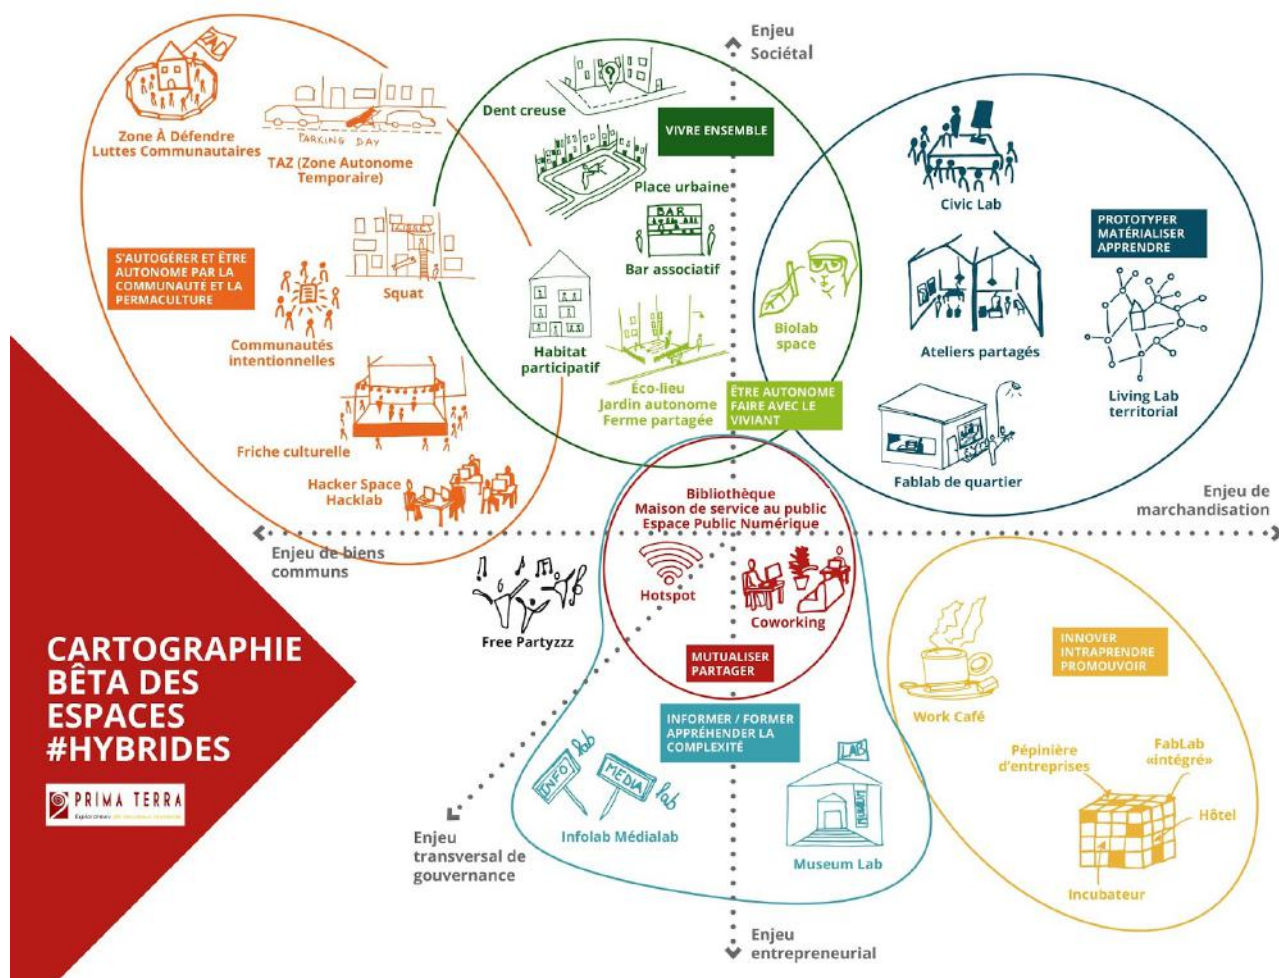 Enjeu
Sociétal
ZAD
Zone À Défendre
Luttes Communautaires
PARKING DAY
TAZ (Zone Autonome
Temporaire)
Dent creuse
?
VIVRE ENSEMBLE
Place urbaine
BAR
Bar associatif
Civic Lab
PROTOTYPER
MATÉRIALISER
APPRENDRE
S'AUTOGÉRER ET ÊTRE
AUTONOME PAR LA
COMMUNAUTÉ ET LA
PERMACULTURE
Squat
Communautés
intentionnelles
Habitat
participatif
Biolab
space
Ateliers partagés
Éco-lieu
Jardin autonome
Ferme partagée
ÊTRE AUTONOME
FAIRE AVEC LE
VIVIANT
Living Lab
territorial
Friche culturelle
Hacker Space
Hacklab
Fablab de quartier
Bibliothèque
Maison de service au public
Espace Public Numérique
Enjeu de
marchandisation
Enjeu de biens
communs
Hotspot
Coworking
Free Partyzzz
MUTUALISER
PARTAGER
INNOVER
INTRAPRENDRE
PROMOUVOIR
CARTOGRAPHIE
BÊTA DES
ESPACES
#HYBRIDES
PRIMA TERRA
INFORMER / FORMER
APPRÉHENDER LA
COMPLEXITÉ
Work Café
INFO lab
MEDIA lab
LAB
Pépinière
d'entreprises
FabLab
«intégré»
Hôtel
Infolab Médialab
Museum Lab
Incubateur
Enjeu
transversal de
gouvernance
Enjeu
entrepreneurial